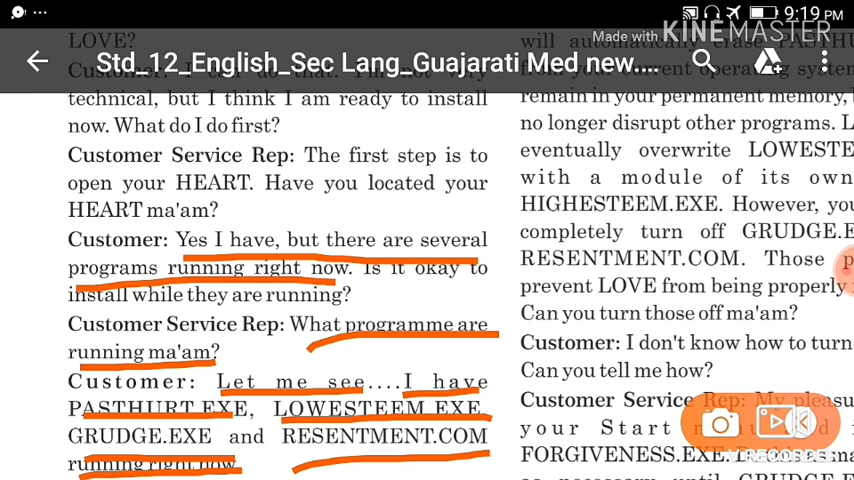 9:19 PM
Made with KINEMASTER
Std_12_English_Sec Lang_Guajarati Med new...
LOVE?
technical, but I think I am ready to install
now. What do I do first?
Customer Service Rep: The first step is to
open your HEART. Have you located your
HEART ma'am?
Customer: Yes I have, but there are several
programs running right now. Is it okay to
install while they are running?
Customer Service Rep: What programme are
running ma'am?
Customer: Let me see....I have
PASTHURT.EXE, LOWESTEEM.EXE,
GRUDGE.EXE and RESENTMENT.COM
running right now.
will automatically erase
from your current operating
remain in your permanent memory,
no longer disrupt other programs.
eventually overwrite
with a module of its own
HIGHESTEEM.EXE. However,
completely turn off
RESENTMENT.COM. Those
prevent LOVE from being properly
Can you turn those off ma'am?
Customer: I don't know how to turn
Can you tell me how?
Customer Service Rep: My
your Start
FORGIVENESS.EXE.
as necessary until